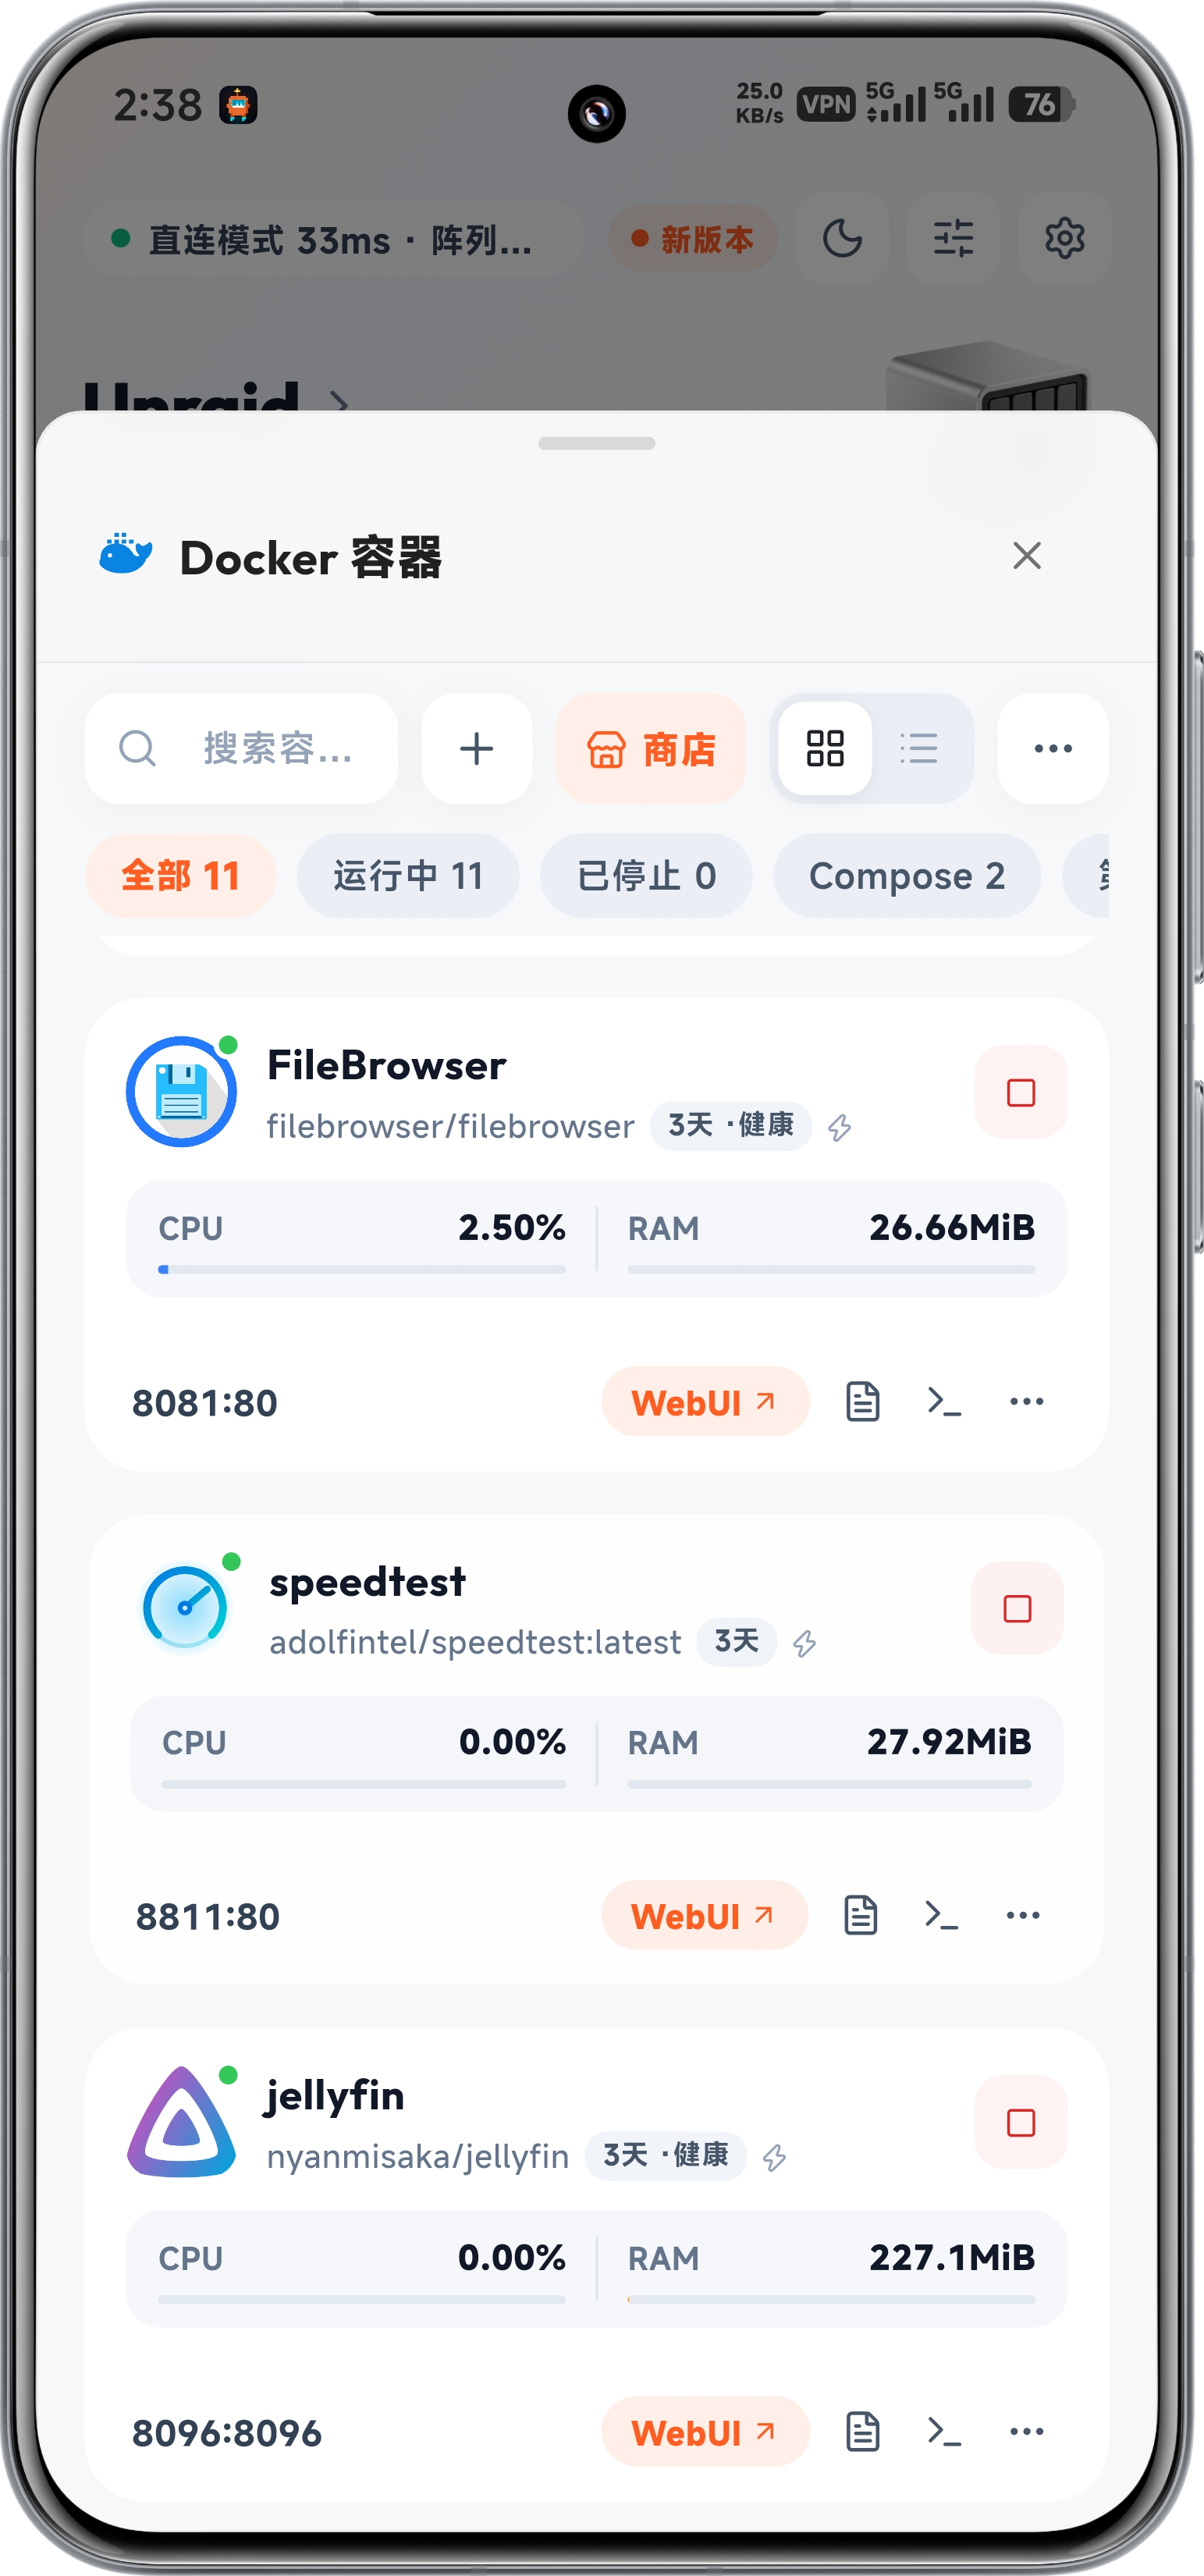 2:38
25.0 KB/s VPN 5G 5G 76
直连模式 33ms · 阵列...
新版本
Unraid
Docker 容器
搜索容...
商店
全部 11
运行中 11
已停止 0
Compose 2
FileBrowser
filebrowser/filebrowser 3天 ·健康
CPU 2.50% RAM 26.66MiB
8081:80 WebUI
speedtest
adolfintel/speedtest:latest 3天
CPU 0.00% RAM 27.92MiB
8811:80 WebUI
jellyfin
nyanmisaka/jellyfin 3天 ·健康
CPU 0.00% RAM 227.1MiB
8096:8096 WebUI